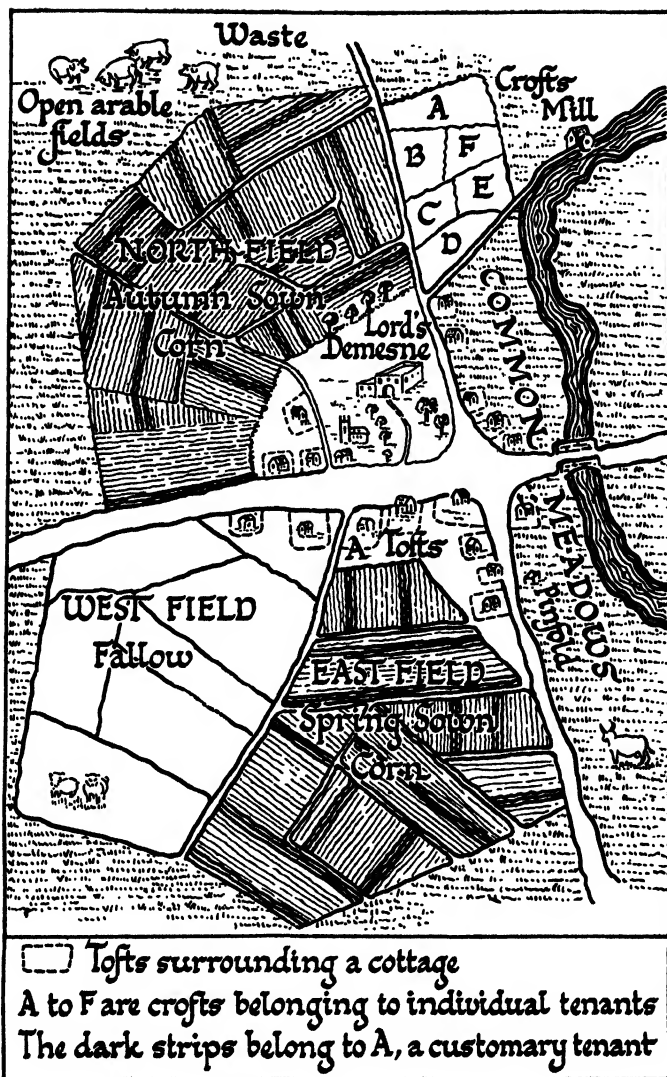 Waste
Open arable
fields
Crofts
Mill
A
B
F
E
C
D
NORTH FIELD
Autumn Sown
Corn
Lord's
Demesne
COMMON
MEADOWS
pinfold
A Tofts
WEST FIELD
Fallow
EAST FIELD
Spring Sown
Corn
Tofts surrounding a cottage
A to F are crofts belonging to individual tenants
The dark strips belong to A, a customary tenant